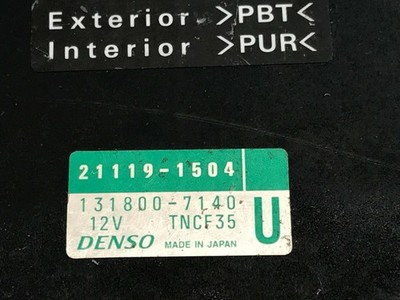 Exterior >PBT<
Interior >PUR<
21119-1504
131800-7140
12V TNCF35
DENSO MADE IN JAPAN
U